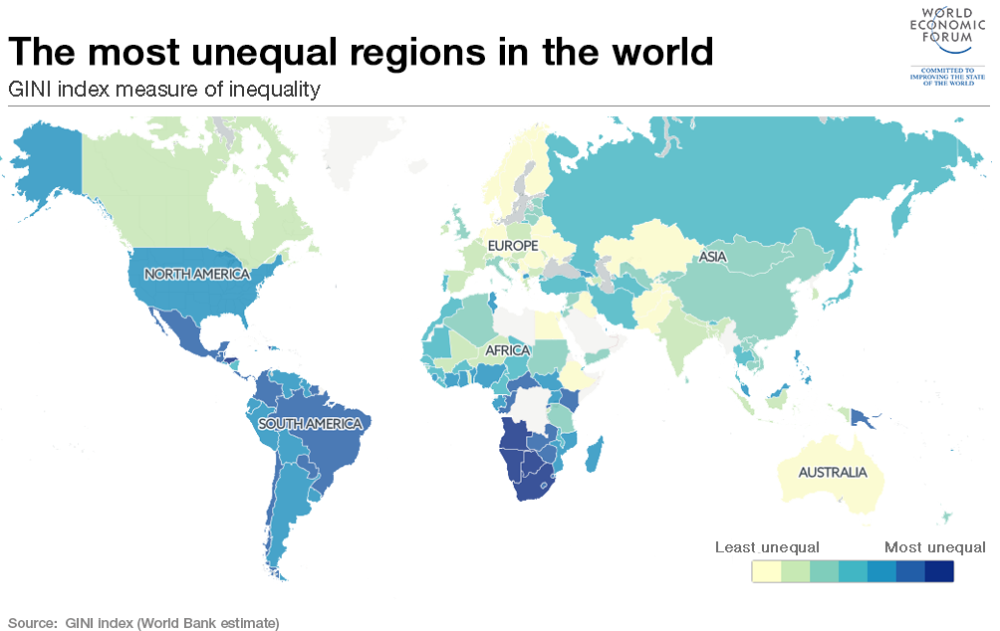 WORLD
ECONOMIC
FORUM
COMMITTED TO
IMPROVING THE STATE
OF THE WORLD
The most unequal regions in the world
GINI index measure of inequality
EUROPE
ASIA
NORTH AMERICA
AFRICA
SOUTH AMERICA
AUSTRALIA
Least unequal Most unequal
Source: GINI index (World Bank estimate)